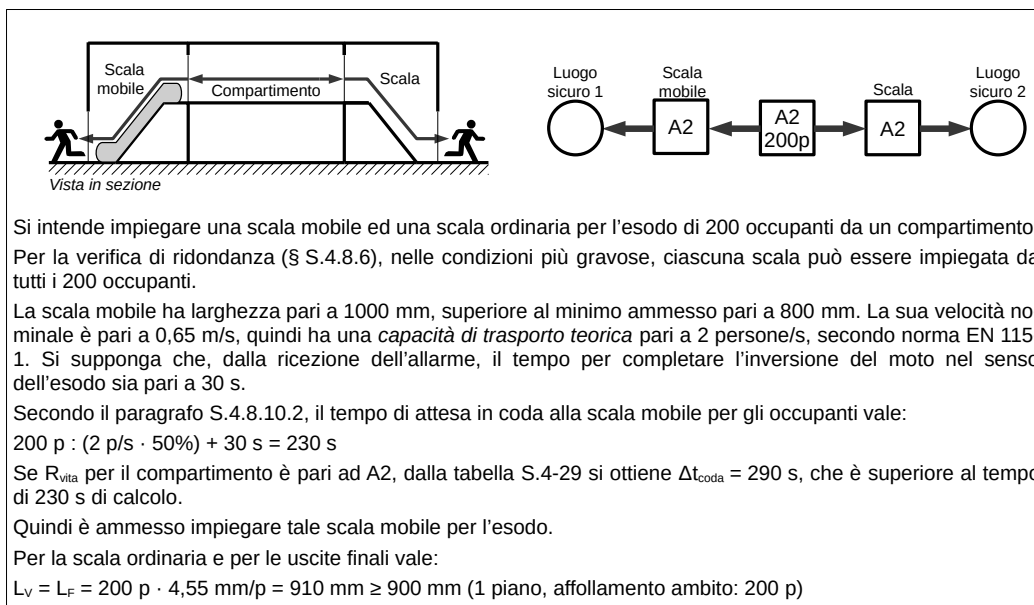 Scala
mobile
Compartimento
Scala
Vista in sezione
Luogo
sicuro 1
Scala
mobile
Scala
Luogo
sicuro 2
A2
A2
200p
A2
Si intende impiegare una scala mobile ed una scala ordinaria per l'esodo di 200 occupanti da un compartimento
Per la verifica di ridondanza (§ S.4.8.6), nelle condizioni più gravose, ciascuna scala può essere impiegata da
tutti i 200 occupanti.
La scala mobile ha larghezza pari a 1000 mm, superiore al minimo ammesso pari a 800 mm. La sua velocità no
minale è pari a 0,65 m/s, quindi ha una capacità di trasporto teorica pari a 2 persone/s, secondo norma EN 115
1. Si supponga che, dalla ricezione dell'allarme, il tempo per completare l'inversione del moto nel senso
dell'esodo sia pari a 30 s.
Secondo il paragrafo S.4.8.10.2, il tempo di attesa in coda alla scala mobile per gli occupanti vale:
200 p : (2 p/s · 50%) + 30 s = 230 s
Se Rvita per il compartimento è pari ad A2, dalla tabella S.4-29 si ottiene Δtcoda = 290 s, che è superiore al tempo
di 230 s di calcolo.
Quindi è ammesso impiegare tale scala mobile per l'esodo.
Per la scala ordinaria e per le uscite finali vale:
LV = LF = 200 p · 4,55 mm/p = 910 mm ≥ 900 mm (1 piano, affollamento ambito: 200 p)